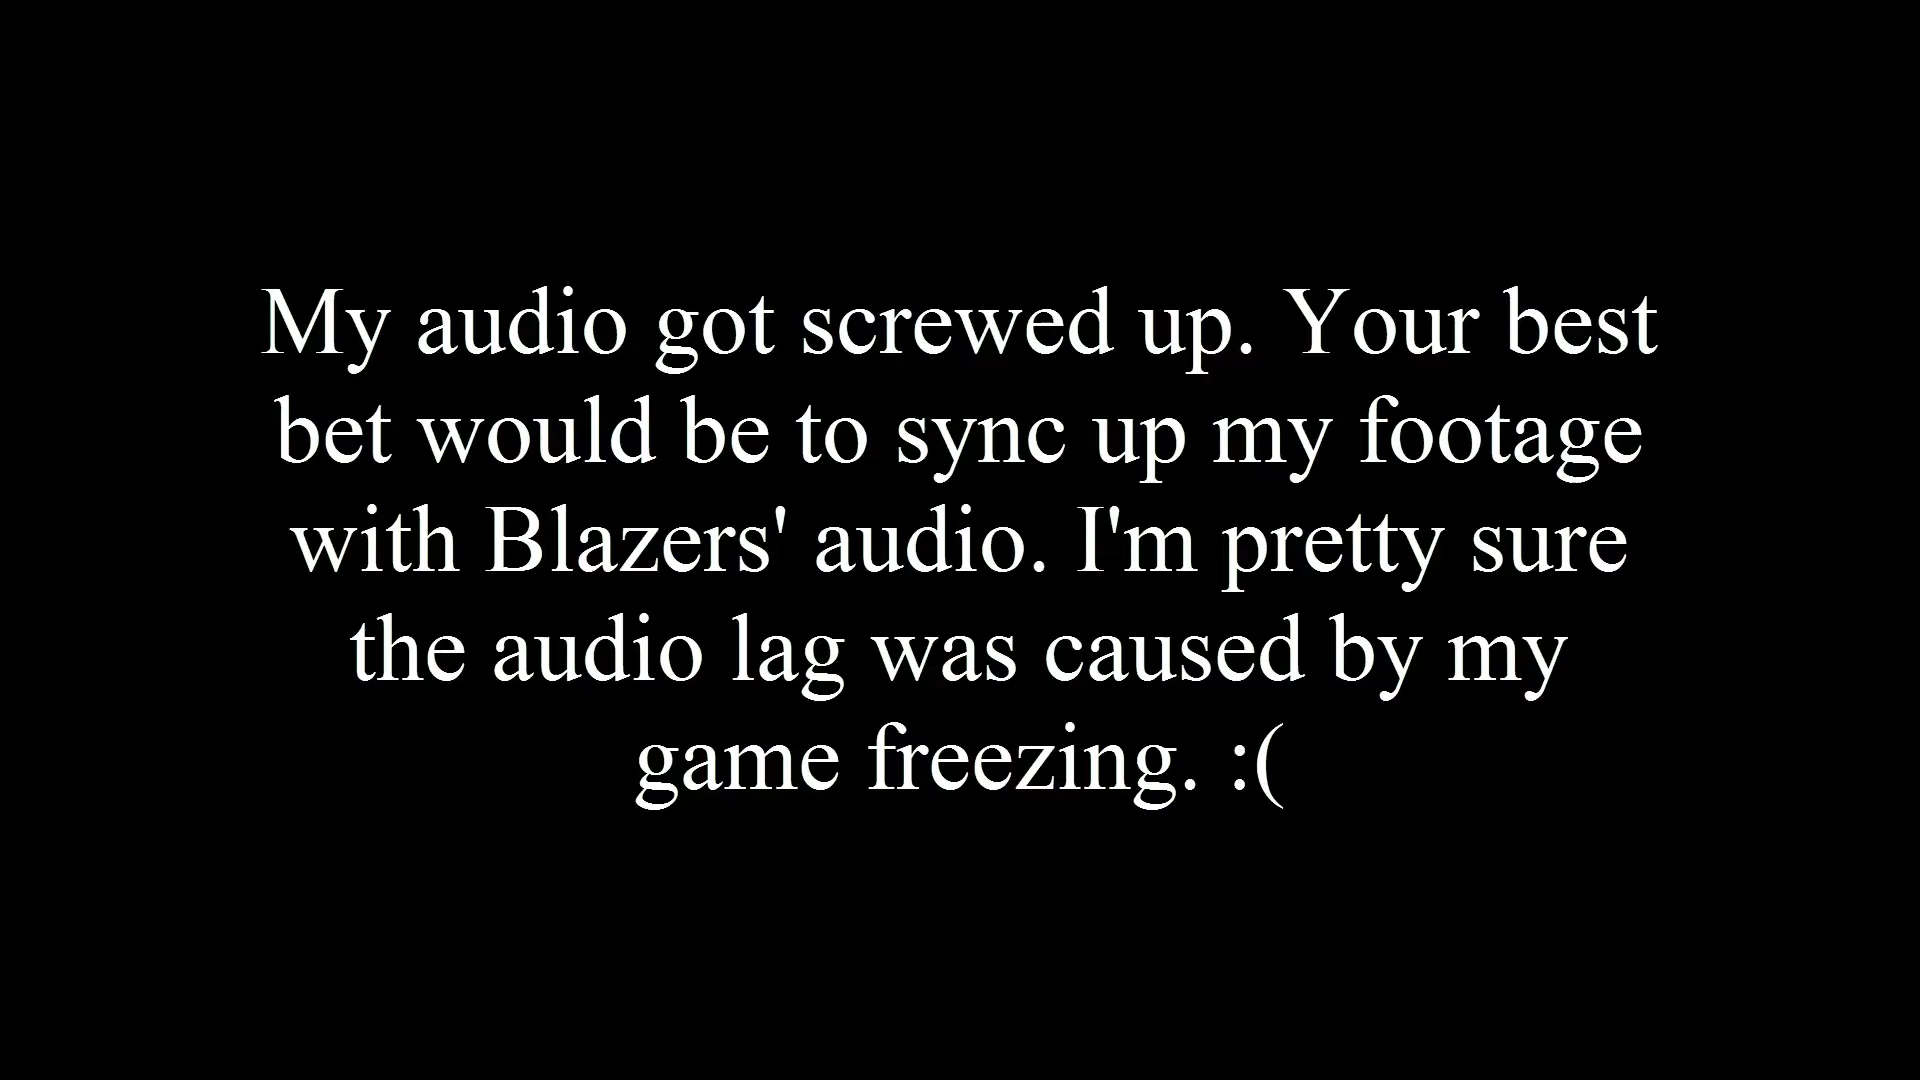 My audio got screwed up. Your best
bet would be to sync up my footage
with Blazers' audio. I'm pretty sure
the audio lag was caused by my
game freezing. :(